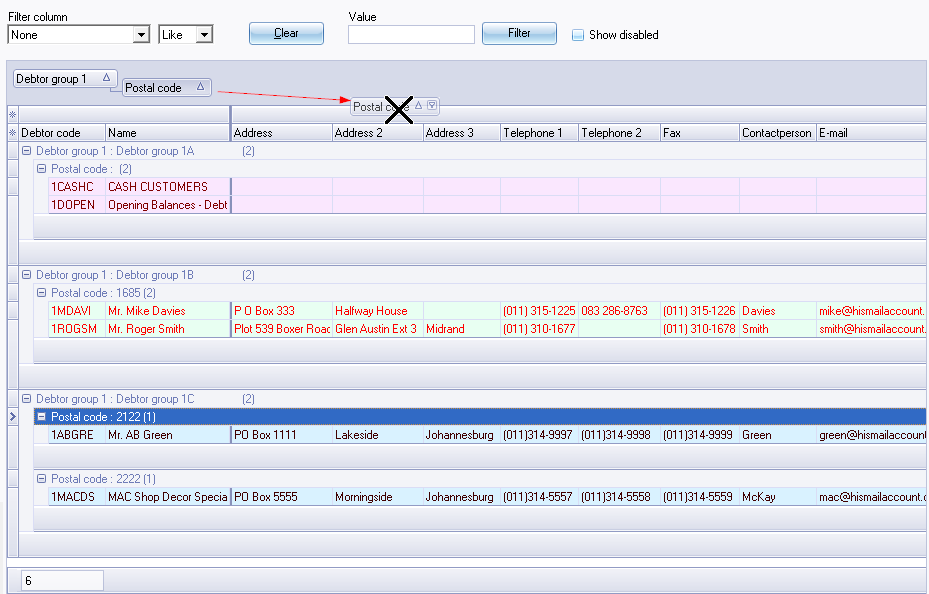 Filter column Value
None Like Clear Filter Show disabled
Debtor group 1
Postal code
Postal co
Debtor code Name Address Address 2 Address 3 Telephone 1 Telephone 2 Fax Contactperson E-mail
Debtor group 1 : Debtor group 1A (2)
Postal code : (2)
1CASHC CASH CUSTOMERS
1DOPEN Opening Balances - Debt
Debtor group 1 : Debtor group 1B (2)
Postal code : 1685 (2)
1MDAVI Mr. Mike Davies P O Box 333 Halfway House (011) 315-1225 083 286-8763 (011) 315-1226 Davies mike@hismailaccount.
1ROGSM Mr. Roger Smith Plot 539 Boxer Road Glen Austin Ext 3 Midrand (011) 310-1677 (011) 310-1678 Smith smith@hismailaccount
Debtor group 1 : Debtor group 1C (2)
Postal code : 2122 (1)
1ABGRE Mr. AB Green PO Box 1111 Lakeside Johannesburg (011)314-9997 (011)314-9998 (011)314-9999 Green green@hismailaccount
Postal code : 2222 (1)
1MACDS MAC Shop Decor Specia PO Box 5555 Morningside Johannesburg (011)314-5557 (011)314-5558 (011)314-5559 McKay mac@hismailaccount.c
6